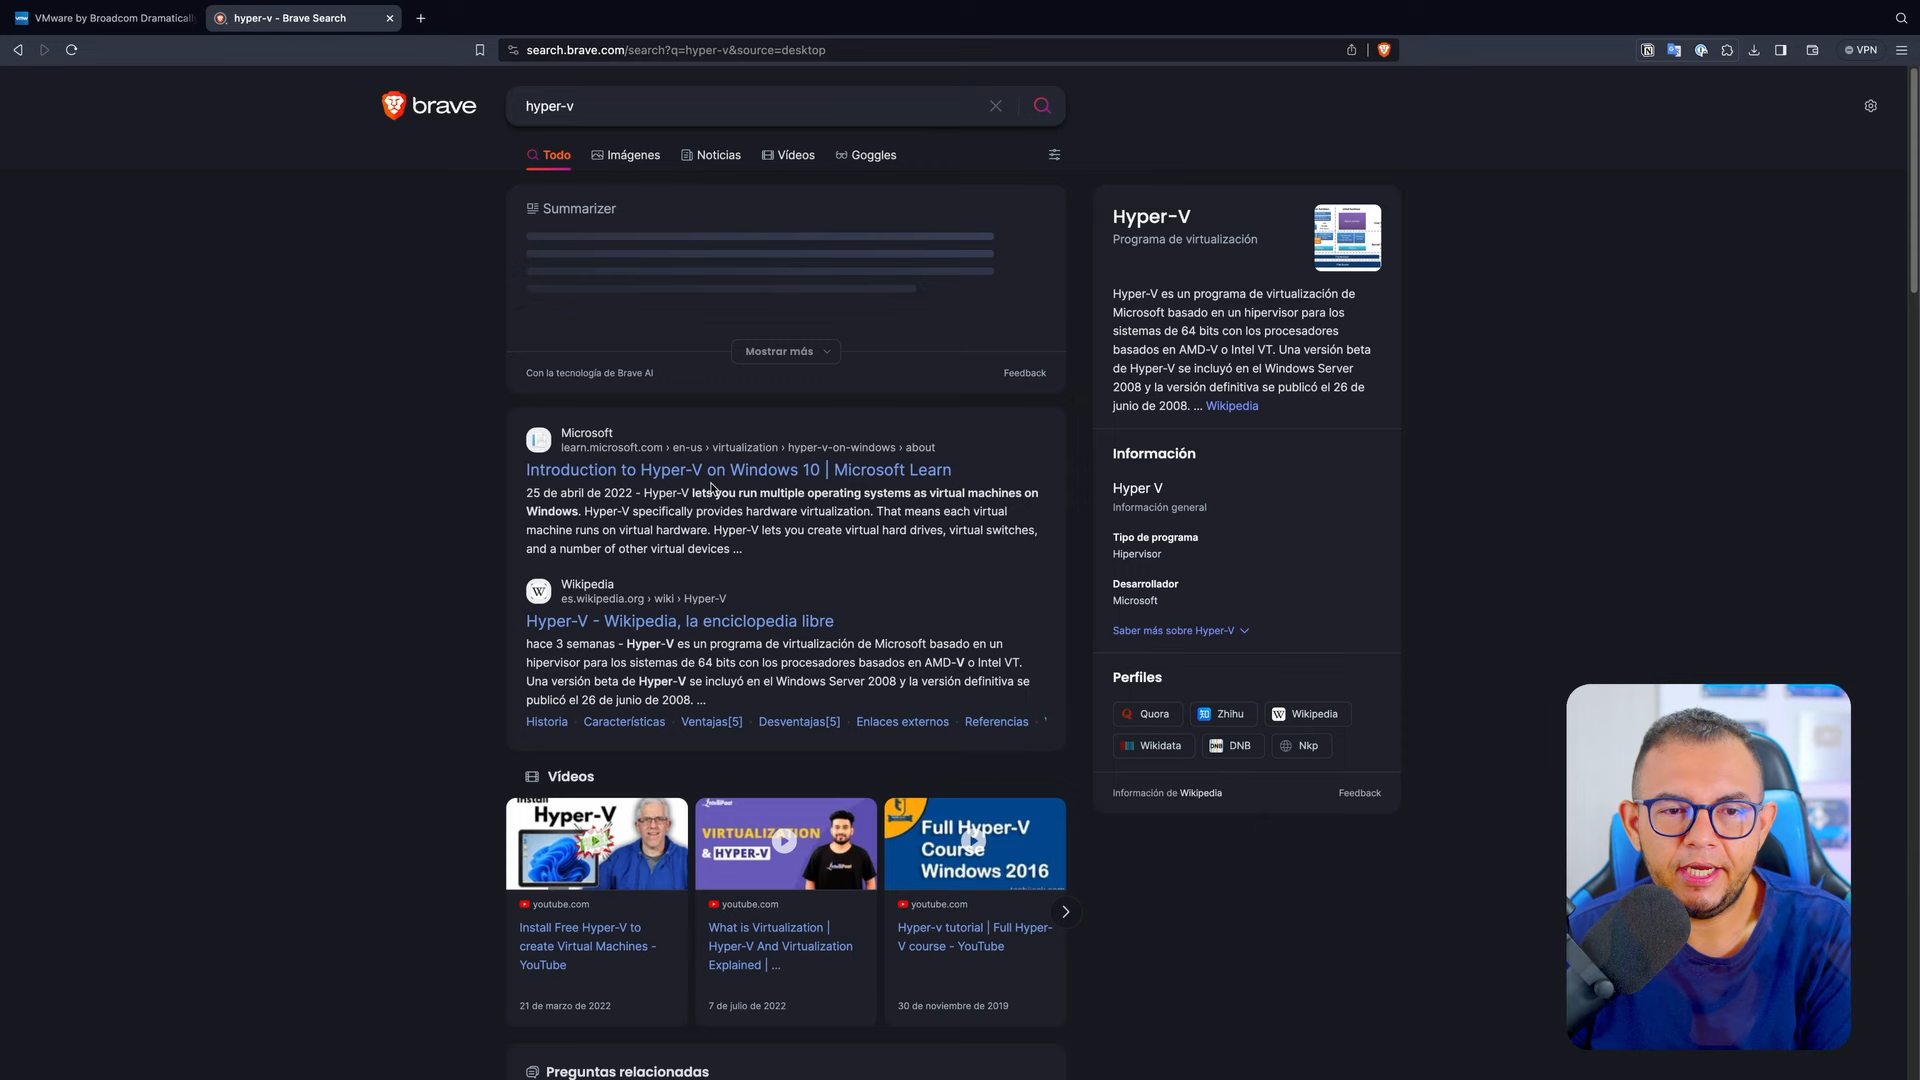 VMware by Broadcom Dramatically
hyper-v - Brave Search
search.brave.com/search?q=hyper-v&source=desktop
VPN
brave
hyper-v
Todo
Imágenes
Noticias
Vídeos
Goggles
Summarizer
Mostrar más
Con la tecnología de Brave AI
Feedback
Microsoft
learn.microsoft.com › en-us › virtualization › hyper-v-on-windows › about
Introduction to Hyper-V on Windows 10 | Microsoft Learn
25 de abril de 2022 - Hyper-V lets you run multiple operating systems as virtual machines on
Windows. Hyper-V specifically provides hardware virtualization. That means each virtual
machine runs on virtual hardware. Hyper-V lets you create virtual hard drives, virtual switches,
and a number of other virtual devices ...
Wikipedia
es.wikipedia.org › wiki › Hyper-V
Hyper-V - Wikipedia, la enciclopedia libre
hace 3 semanas - Hyper-V es un programa de virtualización de Microsoft basado en un
hipervisor para los sistemas de 64 bits con los procesadores basados en AMD-V o Intel VT.
Una versión beta de Hyper-V se incluyó en el Windows Server 2008 y la versión definitiva se
publicó el 26 de junio de 2008. ...
Historia · Características · Ventajas[5] · Desventajas[5] · Enlaces externos · Referencias ·
Vídeos
Install
Hyper-V
Install Free Hyper-V to
create Virtual Machines -
YouTube
youtube.com
21 de marzo de 2022
IntelliPaat
VIRTUALIZATION
& HYPER-V
youtube.com
What is Virtualization |
Hyper-V And Virtualization
Explained | ...
7 de julio de 2022
Full Hyper-V
Course
Windows 2016
youtube.com
Hyper-v tutorial | Full Hyper-
V course - YouTube
30 de noviembre de 2019
Preguntas relacionadas
Hyper-V
Programa de virtualización
Hyper-V es un programa de virtualización de
Microsoft basado en un hipervisor para los
sistemas de 64 bits con los procesadores
basados en AMD-V o Intel VT. Una versión beta
de Hyper-V se incluyó en el Windows Server
2008 y la versión definitiva se publicó el 26 de
junio de 2008. ... Wikipedia
Información
Hyper V
Información general
Tipo de programa
Hipervisor
Desarrollador
Microsoft
Saber más sobre Hyper-V
Perfiles
Quora
Zhihu
Wikipedia
Wikidata
DNB
Nkp
Información de Wikipedia
Feedback